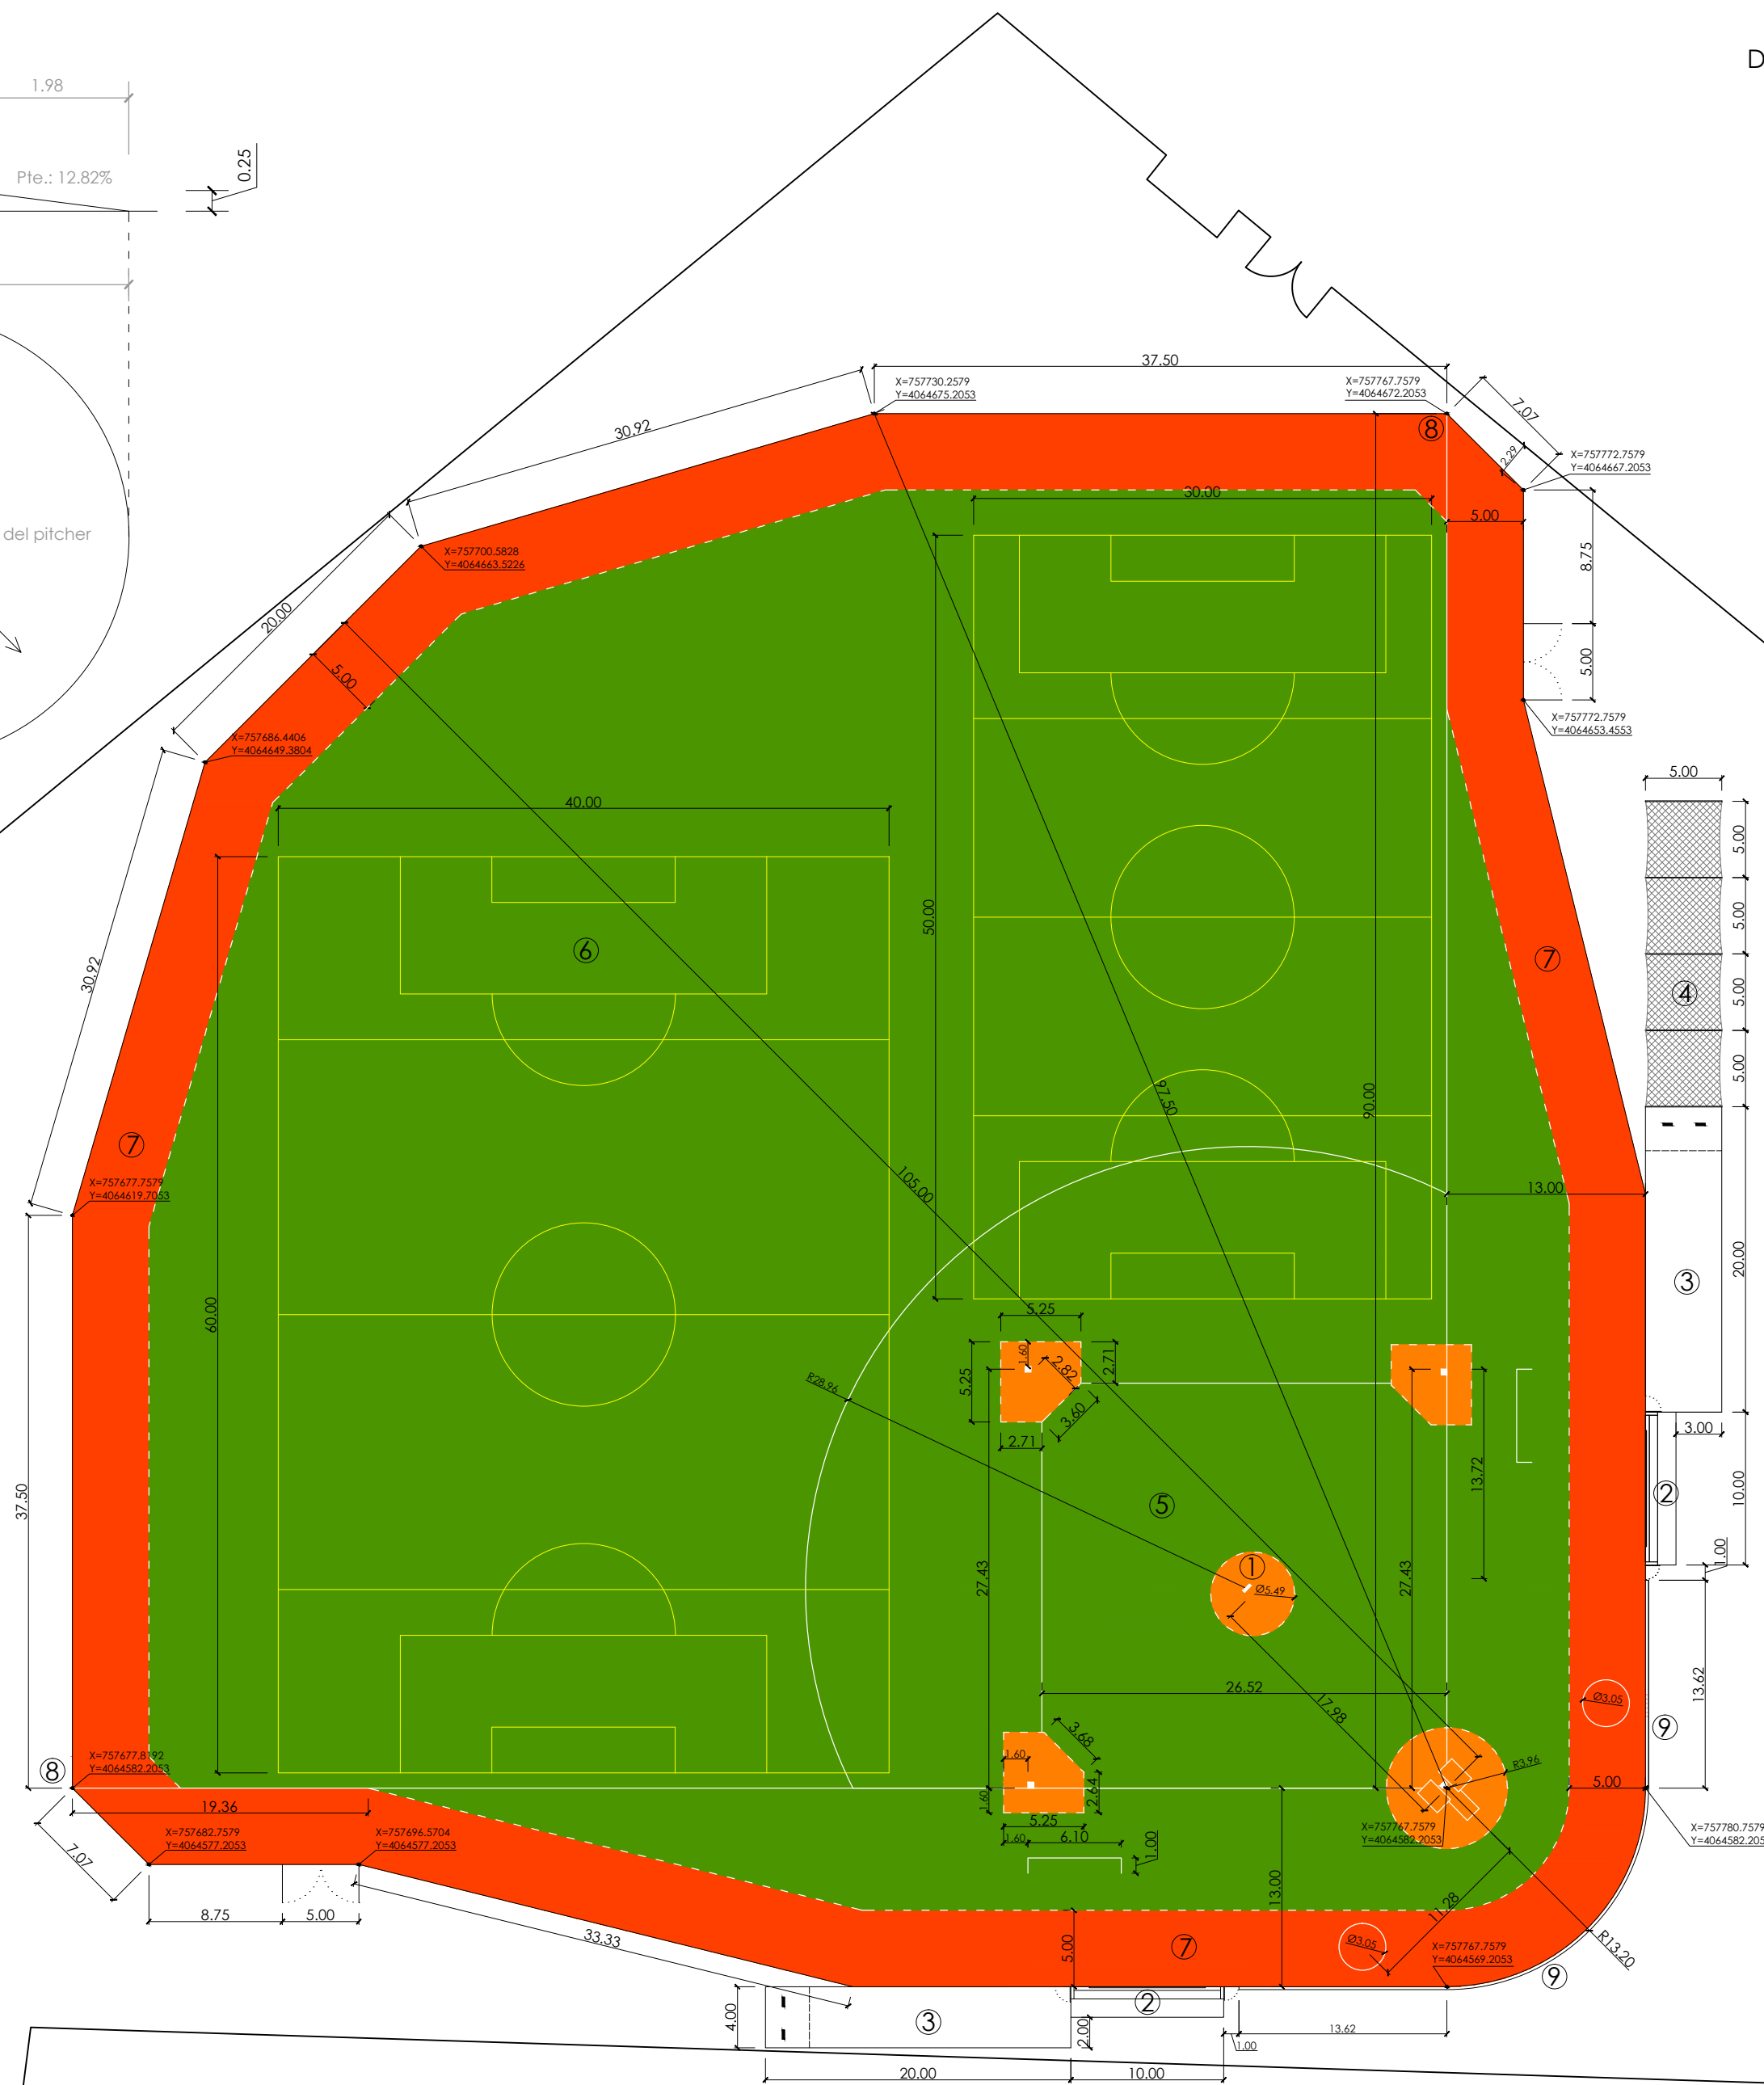 D
1.98
Pte.: 12.82%
0.25
del pitcher
37.50
X=757730.2579
Y=4064675.2053
X=757767.7579
Y=4064672.2053
30.92
7.07
2.29
X=757772.7579
Y=4064667.2053
8
30.00
5.00
8.75
X=757700.5828
Y=4064663.5226
20.00
5.00
5.00
X=757686.4406
Y=4064649.3804
X=757772.7579
Y=4064653.4553
5.00
40.00
5.00
50.00
6
7
5.00
30.92
4
5.00
97.50
90.00
5.00
7
105.00
X=757677.7579
Y=4064619.7053
13.00
20.00
3
60.00
5.25
1.60
2.82
2.71
5.25
R28.96
3.60
2.71
3.00
13.72
37.50
2
10.00
5
27.43
27.43
1
Ø5.49
1.00
26.52
17.98
13.62
Ø3.05
9
3.68
X=757677.8192
Y=4064582.2053
8
1.60
R3.96
5.00
1.60
2.64
19.36
5.25
X=757682.7579
Y=4064577.2053
X=757696.5704
Y=4064577.2053
1.60
6.10
1.00
X=757767.7579
Y=4064582.2053
X=757780.7579
Y=4064582.205
7.07
13.00
11.28
8.75
5.00
33.33
5.00
7
Ø3.05
X=757767.7579
Y=4064569.2053
R13.20
9
4.00
3
2
2.00
13.62
1.00
20.00
10.00